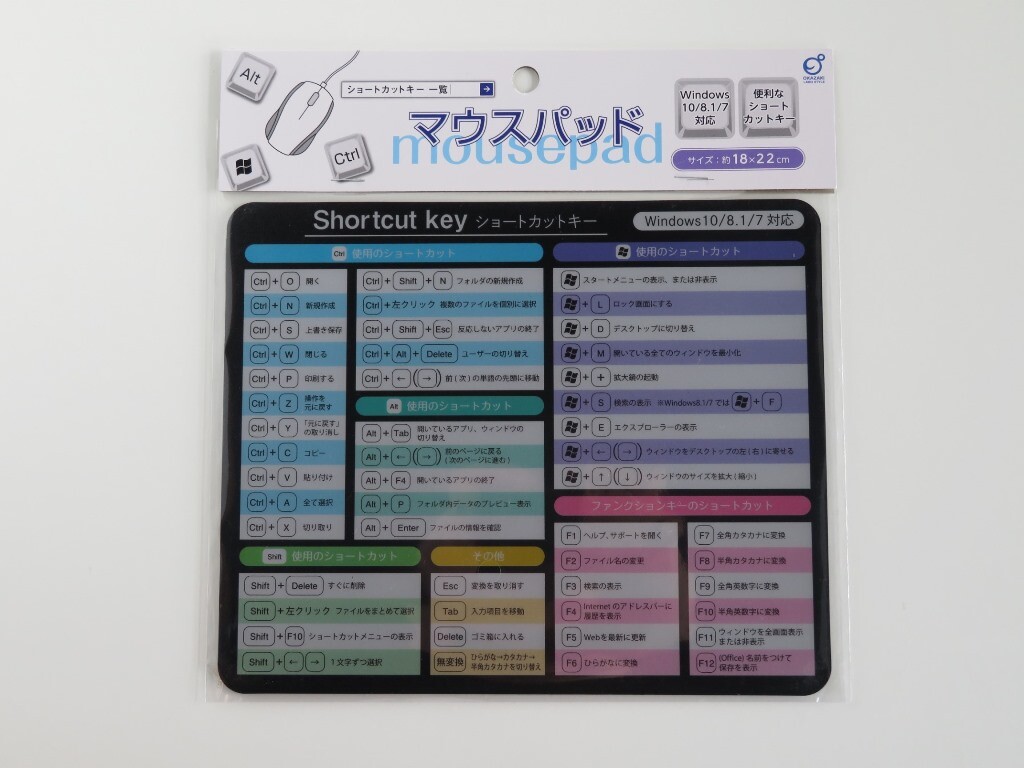 Alt
ショートカットキー 一覧
マウスパッド
mousepad
Ctrl
Windows
10/8.1/7
対応
便利な
ショート
カットキー
サイズ：約18×22cm
OKAZAKI
Shortcut key ショートカットキー
Windows10/8.1/7 対応
Ctrl 使用のショートカット
Ctrl + O 開く
Ctrl + N 新規作成
Ctrl + S 上書き保存
Ctrl + W 閉じる
Ctrl + P 印刷する
Ctrl + Z 操作を
元に戻す
Ctrl + Y 「元に戻す」
の取り消し
Ctrl + C コピー
Ctrl + V 貼り付け
Ctrl + A 全て選択
Ctrl + X 切り取り
Ctrl + Shift + N フォルダの新規作成
Ctrl +左クリック 複数のファイルを個別に選択
Ctrl + Shift + Esc 反応しないアプリの終了
Ctrl + Alt + Delete ユーザーの切り替え
Ctrl + ← (→) 前(次)の単語の先頭に移動
Alt 使用のショートカット
Alt + Tab 開いているアプリ、ウィンドウの
切り替え
Alt + ← (→) 前のページに戻る
(次のページに進む)
Alt + F4 開いているアプリの終了
Alt + P フォルダ内データのプレビュー表示
Alt + Enter ファイルの情報を確認
使用のショートカット
スタートメニューの表示、または非表示
+ L ロック画面にする
+ D デスクトップに切り替え
+ M 開いている全てのウィンドウを最小化
+ + 拡大鏡の起動
+ S 検索の表示 ※Windows8.1/7 では + F
+ E エクスプローラーの表示
+ ← (→) ウィンドウをデスクトップの左(右)に寄せる
+ ↑ (↓) ウィンドウのサイズを拡大(縮小)
Shift 使用のショートカット
Shift + Delete すぐに削除
Shift +左クリック ファイルをまとめて選択
Shift + F10 ショートカットメニューの表示
Shift + ← → 1文字ずつ選択
その他
Esc 変換を取り消す
Tab 入力項目を移動
Delete ゴミ箱に入れる
無変換 ひらがな→カタカナ→
半角カタカナを切り替え
ファンクションキーのショートカット
F1 ヘルプ、サポートを開く
F2 ファイル名の変更
F3 検索の表示
F4 Internet のアドレスバーに
履歴を表示
F5 Webを最新に更新
F6 ひらがなに変換
F7 全角カタカナに変換
F8 半角カタカナに変換
F9 全角英数字に変換
F10 半角英数字に変換
F11 ウィンドウを全画面表示
または非表示
F12 (Office) 名前をつけて
保存を表示